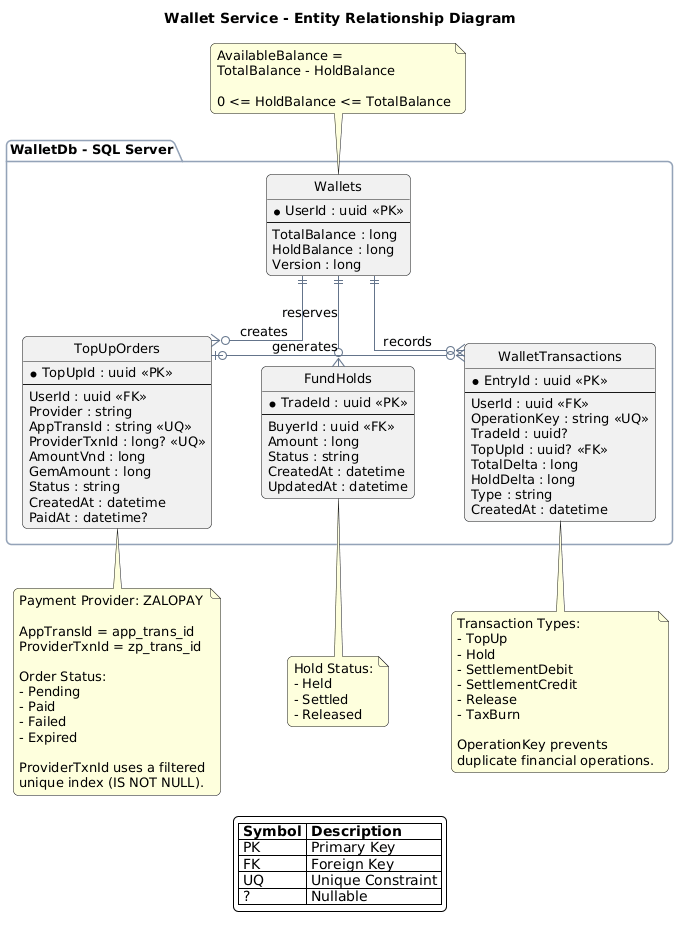 Wallet Service - Entity Relationship Diagram
AvailableBalance =
TotalBalance - HoldBalance
0 <= HoldBalance <= TotalBalance
WalletDb - SQL Server
Wallets
UserId : uuid «PK»
TotalBalance : long
HoldBalance : long
Version : long
reserves
creates
generates
records
TopUpOrders
TopUpId : uuid «PK»
UserId : uuid «FK»
Provider : string
AppTransId : string «UQ»
ProviderTxnId : long? «UQ»
AmountVnd : long
GemAmount : long
Status : string
CreatedAt : datetime
PaidAt : datetime?
FundHolds
TradeId : uuid «PK»
BuyerId : uuid «FK»
Amount : long
Status : string
CreatedAt : datetime
UpdatedAt : datetime
WalletTransactions
EntryId : uuid «PK»
UserId : uuid «FK»
OperationKey : string «UQ»
TradeId : uuid?
TopUpId : uuid? «FK»
TotalDelta : long
HoldDelta : long
Type : string
CreatedAt : datetime
Payment Provider: ZALOPAY
AppTransId = app_trans_id
ProviderTxnId = zp_trans_id
Order Status:
- Pending
- Paid
- Failed
- Expired
ProviderTxnId uses a filtered
unique index (IS NOT NULL).
Hold Status:
- Held
- Settled
- Released
Transaction Types:
- TopUp
- Hold
- SettlementDebit
- SettlementCredit
- Release
- TaxBurn
OperationKey prevents
duplicate financial operations.
Symbol Description
PK Primary Key
FK Foreign Key
UQ Unique Constraint
? Nullable